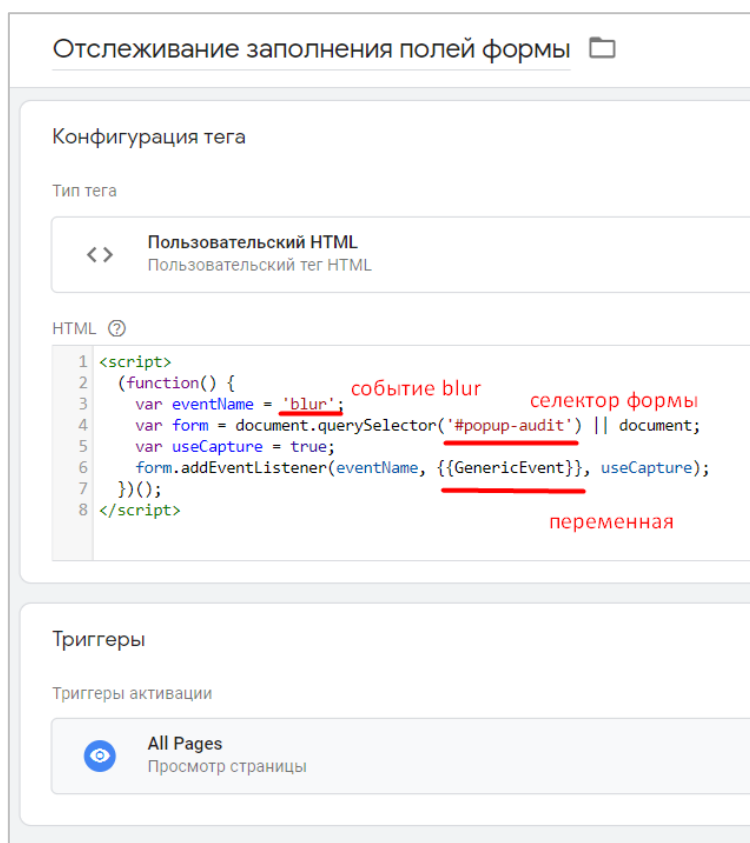 Отслеживание заполнения полей формы
Конфигурация тега
Тип тега
Пользовательский HTML
Пользовательский тег HTML
HTML
1 <script>
2 (function() {
событие blur
3 var eventName = 'blur';
селектор формы
4 var form = document.querySelector('#popup-audit') || document;
5 var useCapture = true;
6 form.addEventListener(eventName, {{GenericEvent}}, useCapture);
7 })();
8 </script>
переменная
Триггеры
Триггеры активации
All Pages
Просмотр страницы